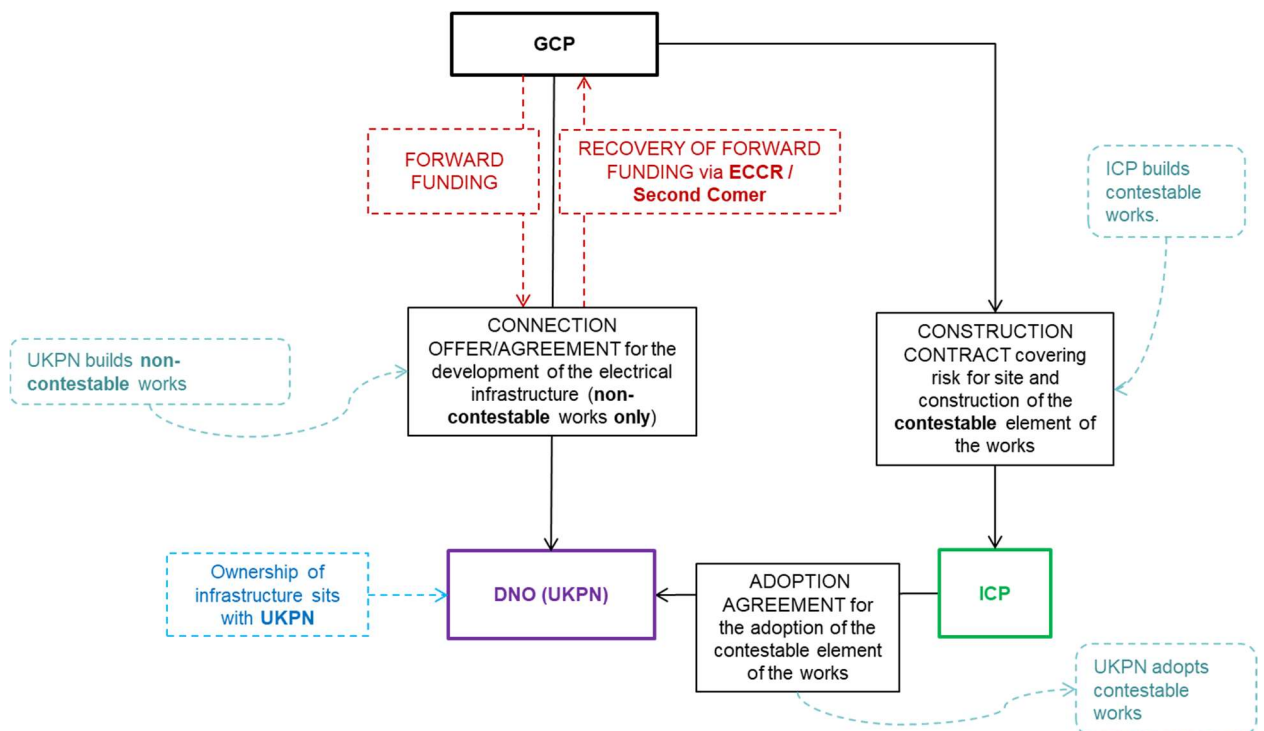 GCP
FORWARD
FUNDING
RECOVERY OF FORWARD
FUNDING via ECCR /
Second Comer
ICP builds
contestable
works.
UKPN builds non-
contestable works
CONNECTION
OFFER/AGREEMENT for the
development of the electrical
infrastructure (non-
contestable works only)
CONSTRUCTION
CONTRACT covering
risk for site and
construction of the
contestable element of
the works
Ownership of
infrastructure sits
with UKPN
DNO (UKPN)
ADOPTION
AGREEMENT for
the adoption of the
contestable element
of the works
ICP
UKPN adopts
contestable
works